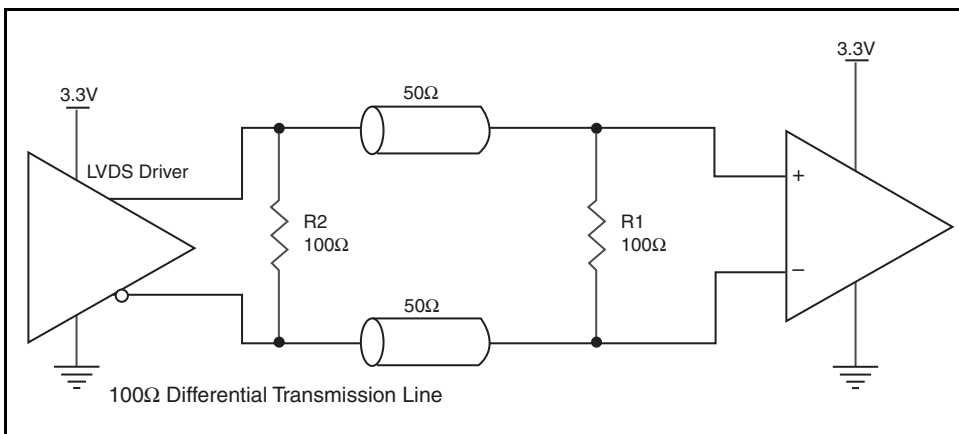 3.3V
3.3V
50Ω
LVDS Driver
+
R2
100Ω
R1
100Ω
−
50Ω
100Ω Differential Transmission Line